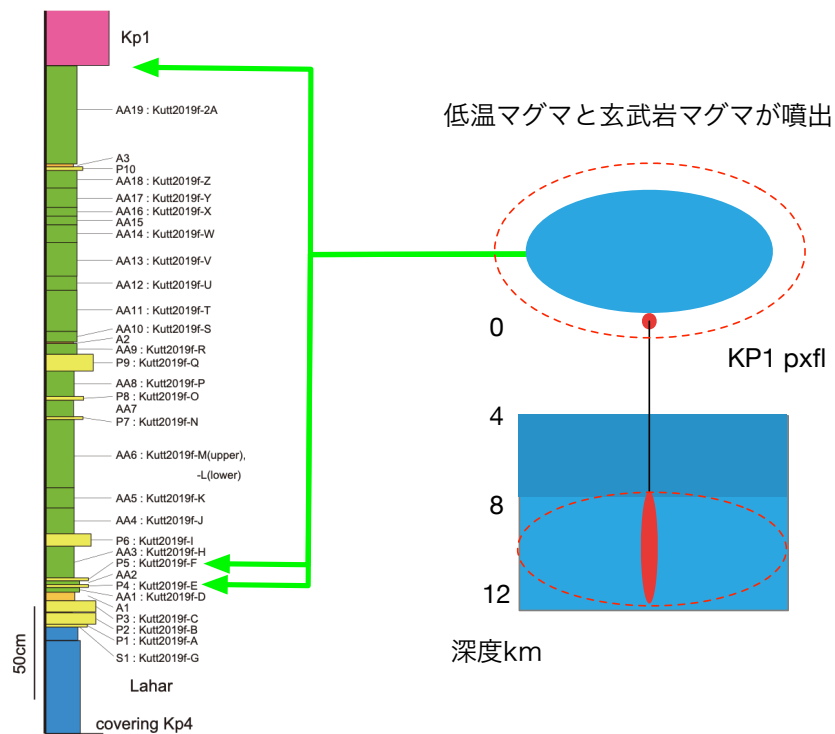 Kp1
AA19 : Kutt2019f-2A
A3
P10
AA18 : Kutt2019f-Z
AA17 : Kutt2019f-Y
AA16 : Kutt2019f-X
AA15
AA14 : Kutt2019f-W
AA13 : Kutt2019f-V
AA12 : Kutt2019f-U
AA11 : Kutt2019f-T
AA10 : Kutt2019f-S
A2
AA9 : Kutt2019f-R
P9 : Kutt2019f-Q
AA8 : Kutt2019f-P
P8 : Kutt2019f-O
AA7
P7 : Kutt2019f-N
AA6 : Kutt2019f-M(upper),
-L(lower)
AA5 : Kutt2019f-K
AA4 : Kutt2019f-J
P6 : Kutt2019f-I
AA3 : Kutt2019f-H
P5 : Kutt2019f-F
AA2
P4 : Kutt2019f-E
AA1 : Kutt2019f-D
A1
P3 : Kutt2019f-C
P2 : Kutt2019f-B
P1 : Kutt2019f-A
S1 : Kutt2019f-G
50cm
Lahar
covering Kp4
低温マグマと玄武岩マグマが噴出
0
KP1 pxfl
4
8
12
深度km